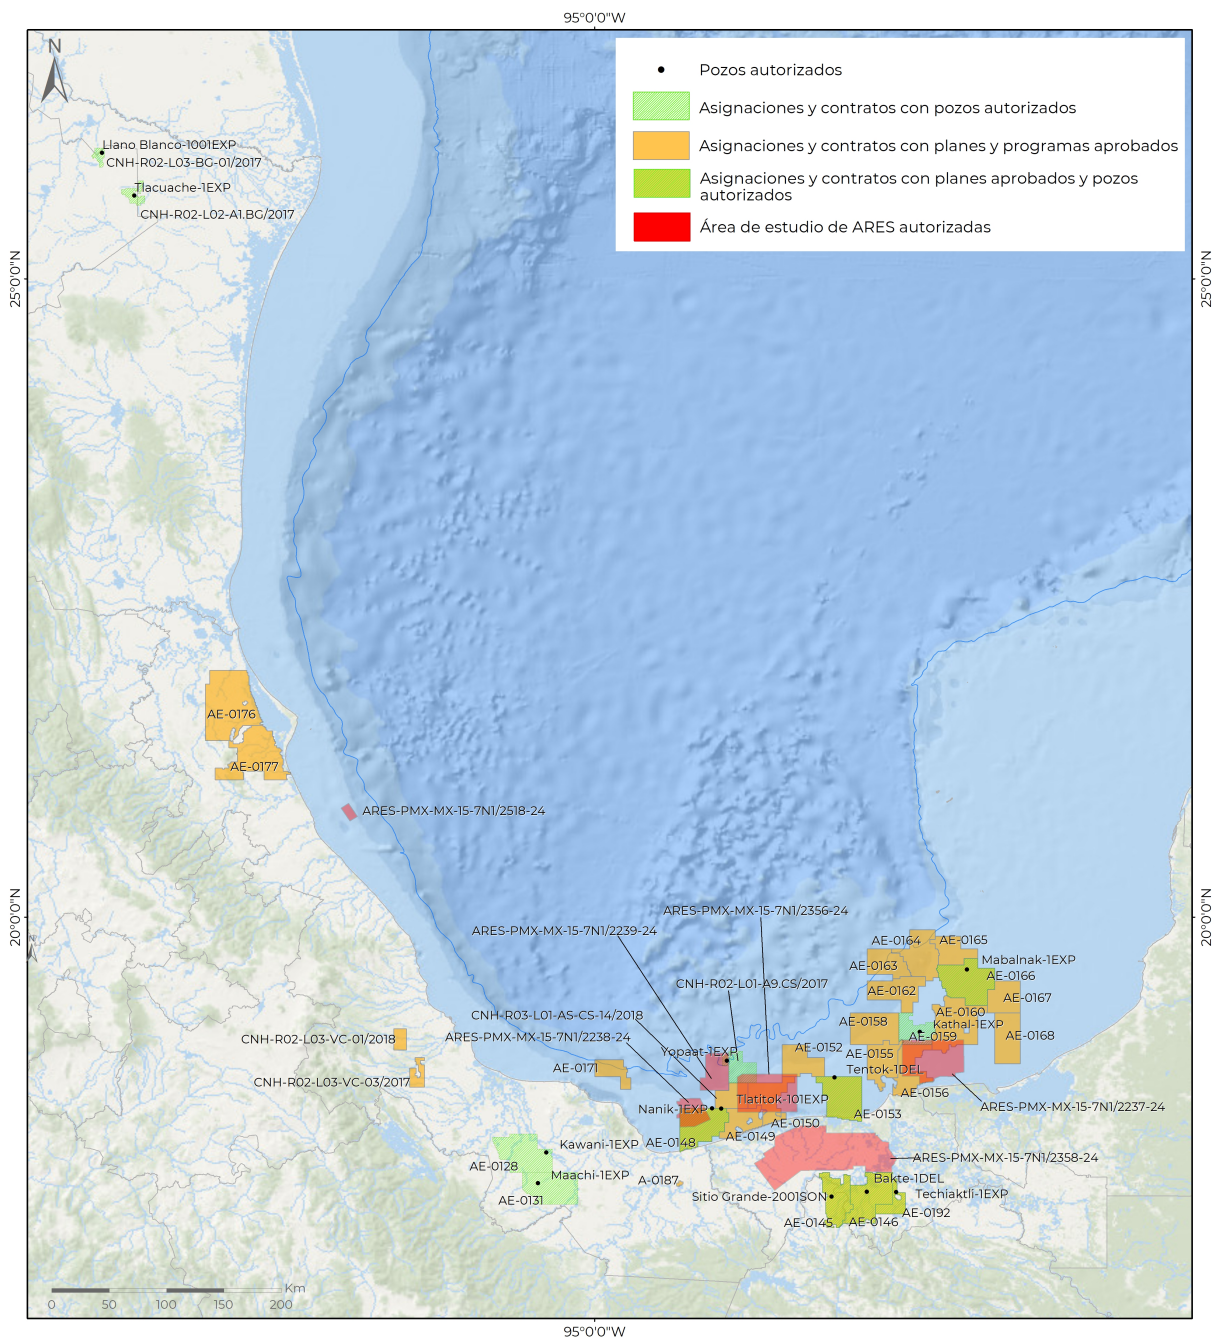 95°0'0"W
N
Pozos autorizados
Asignaciones y contratos con pozos autorizados
Asignaciones y contratos con planes y programas aprobados
Asignaciones y contratos con planes aprobados y pozos
autorizados
Área de estudio de ARES autorizadas
Llano Blanco-1001EXP
CNH-R02-L03-BG-01/2017
Tlacuache-1EXP
CNH-R02-L02-A1.BG/2017
25°0'0"N
25°0'0"N
AE-0176
AE-0177
ARES-PMX-MX-15-7N1/2518-24
20°0'0"N
20°0'0"N
ARES-PMX-MX-15-7N1/2356-24
ARES-PMX-MX-15-7N1/2239-24
AE-0164
AE-0165
Mabalnak-1EXP
AE-0163
AE-0166
CNH-R02-L01-A9.CS/2017
AE-0162
AE-0167
AE-0160
CNH-R03-L01-AS-CS-14/2018
AE-0158
Kathal-1EXP
AE-0159
AE-0168
CNH-R02-L03-VC-01/2018
ARES-PMX-MX-15-7N1/2238-24
Yopaat-1EXP
AE-0152
AE-0155
AE-0171
Tentok-1DEL
CNH-R02-L03-VC-03/2017
AE-0156
Tlatitok-101EXP
ARES-PMX-MX-15-7N1/2237-24
Nanik-1EXP
AE-0153
AE-0150
AE-0149
AE-0148
Kawani-1EXP
ARES-PMX-MX-15-7N1/2358-24
AE-0128
Maachi-1EXP
A-0187
Bakte-1DEL
AE-0131
Sitio Grande-2001SON
Techiaktli-1EXP
AE-0192
AE-0145
AE-0146
Km
0 50 100 150 200
95°0'0"W